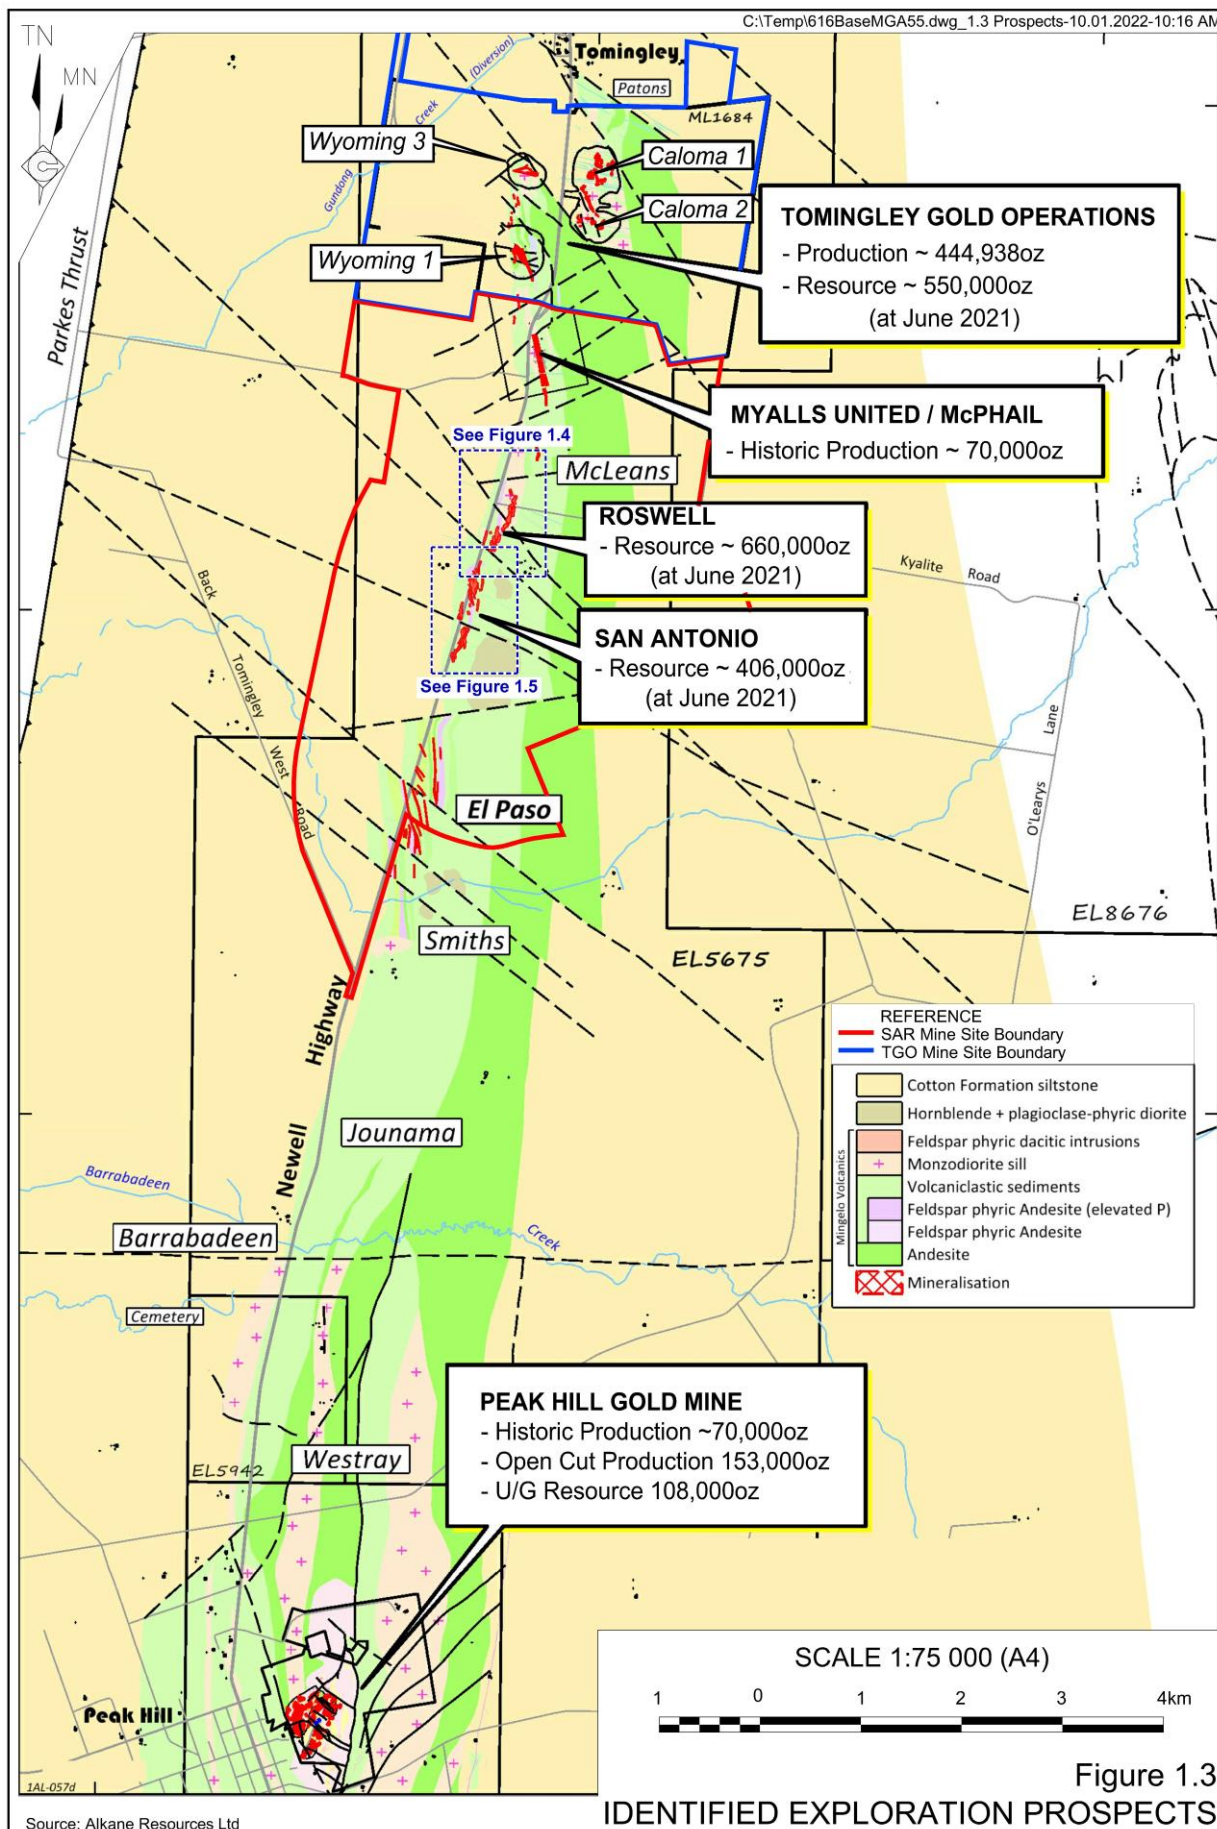 C:\Temp\616BaseMGA55.dwg_1.3 Prospects-10.01.2022-10:16 AM
TN
MN
Tomingley
Patons
(Diversion)
Creek
Gundong
ML1684
Wyoming 3
Caloma 1
Caloma 2
Wyoming 1
TOMINGLEY GOLD OPERATIONS
- Production ~ 444,938oz
- Resource ~ 550,000oz
(at June 2021)
Parkes Thrust
MYALLS UNITED / McPHAIL
- Historic Production ~ 70,000oz
See Figure 1.4
McLeans
ROSWELL
- Resource ~ 660,000oz
(at June 2021)
Kyalite Road
SAN ANTONIO
- Resource ~ 406,000oz
(at June 2021)
See Figure 1.5
Back
Tomingley
West
Road
O'Learys
Lane
El Paso
EL8676
Smiths
EL5675
Newell
Highway
REFERENCE
SAR Mine Site Boundary
TGO Mine Site Boundary
Cotton Formation siltstone
Hornblende + plagioclase-phyric diorite
Mingelo Volcanics
Feldspar phyric dacitic intrusions
Monzodiorite sill
Volcaniclastic sediments
Feldspar phyric Andesite (elevated P)
Feldspar phyric Andesite
Andesite
Mineralisation
Jounama
Barrabadeen
Creek
Barrabadeen
Cemetery
PEAK HILL GOLD MINE
- Historic Production ~70,000oz
- Open Cut Production 153,000oz
- U/G Resource 108,000oz
Westray
EL5942
Peak Hill
SCALE 1:75 000 (A4)
1 0 1 2 3 4km
1AL-057d
Figure 1.3
IDENTIFIED EXPLORATION PROSPECTS
Source: Alkane Resources Ltd